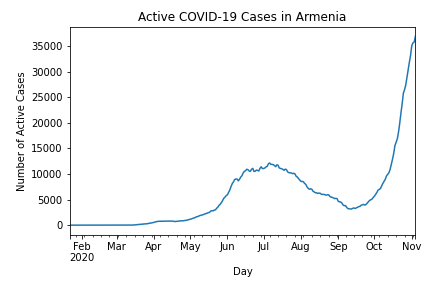 Active COVID-19 Cases in Armenia
Number of Active Cases
35000
30000
25000
20000
15000
10000
5000
0
Feb Mar Apr May Jun Jul Aug Sep Oct Nov
2020
Day